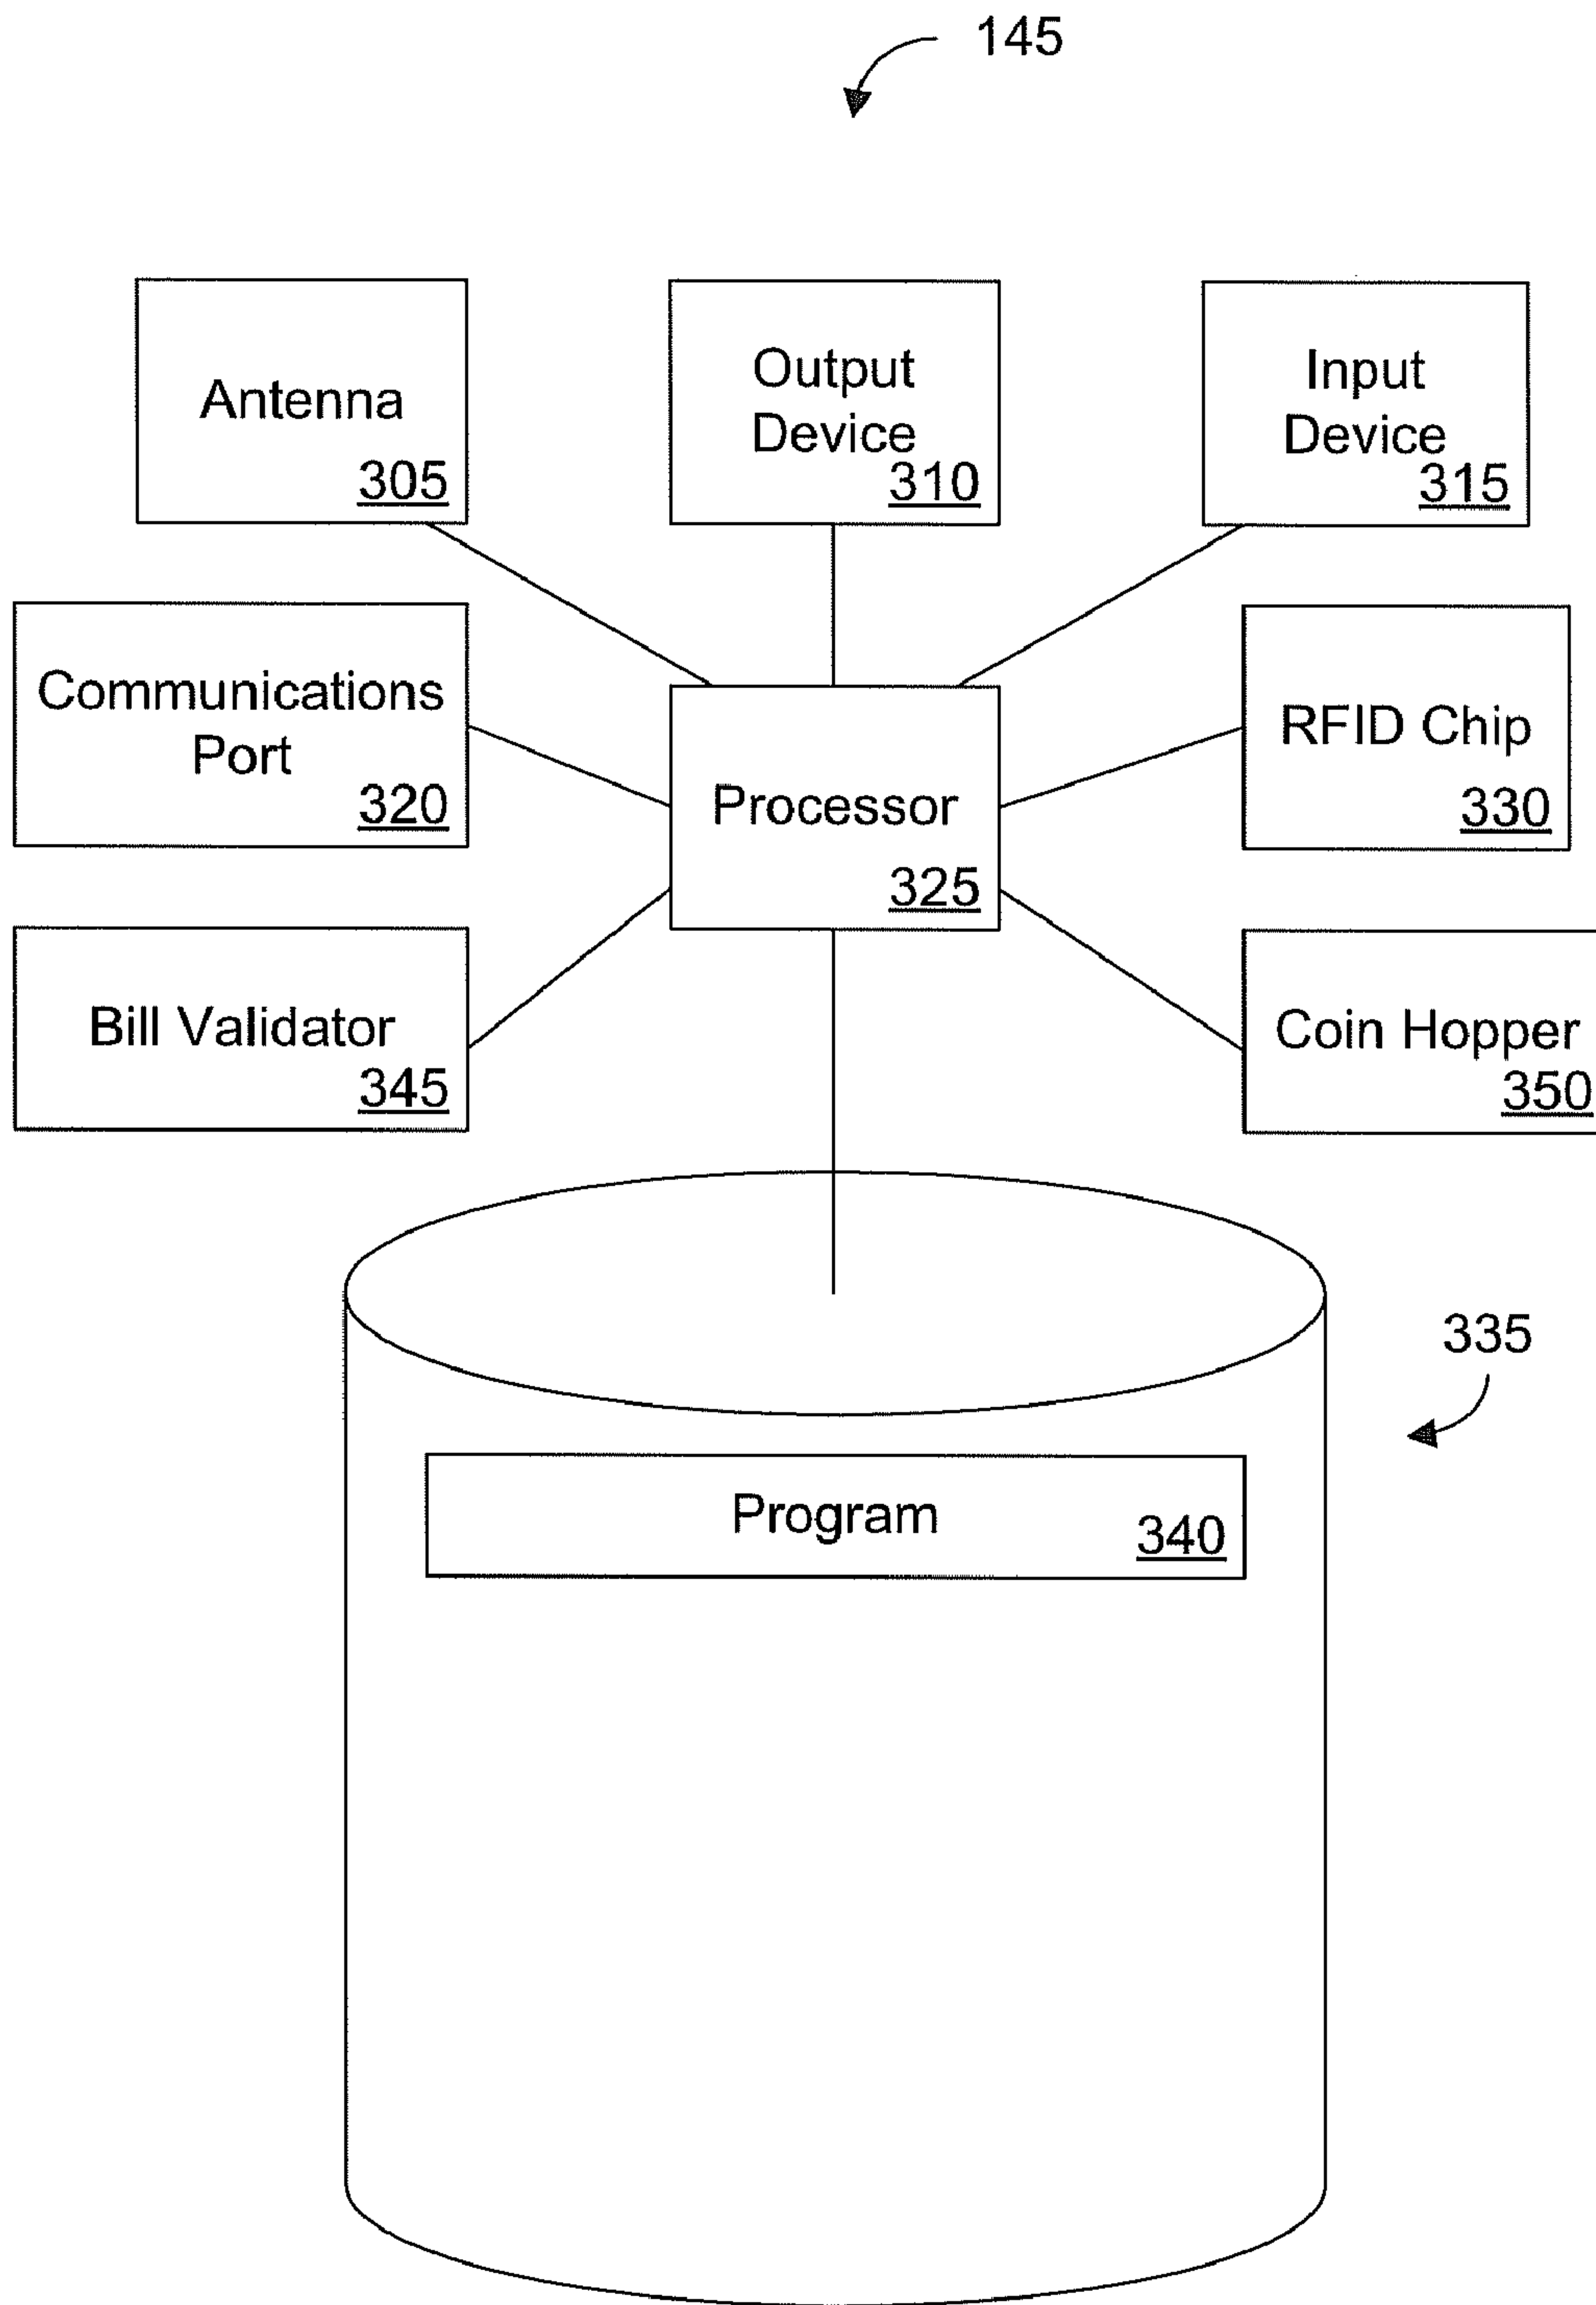 145
Antenna
305
Output
Device
310
Input
Device
315
Communications
Port
320
Processor
325
RFID Chip
330
Bill Validator
345
Coin Hopper
350
335
Program
340